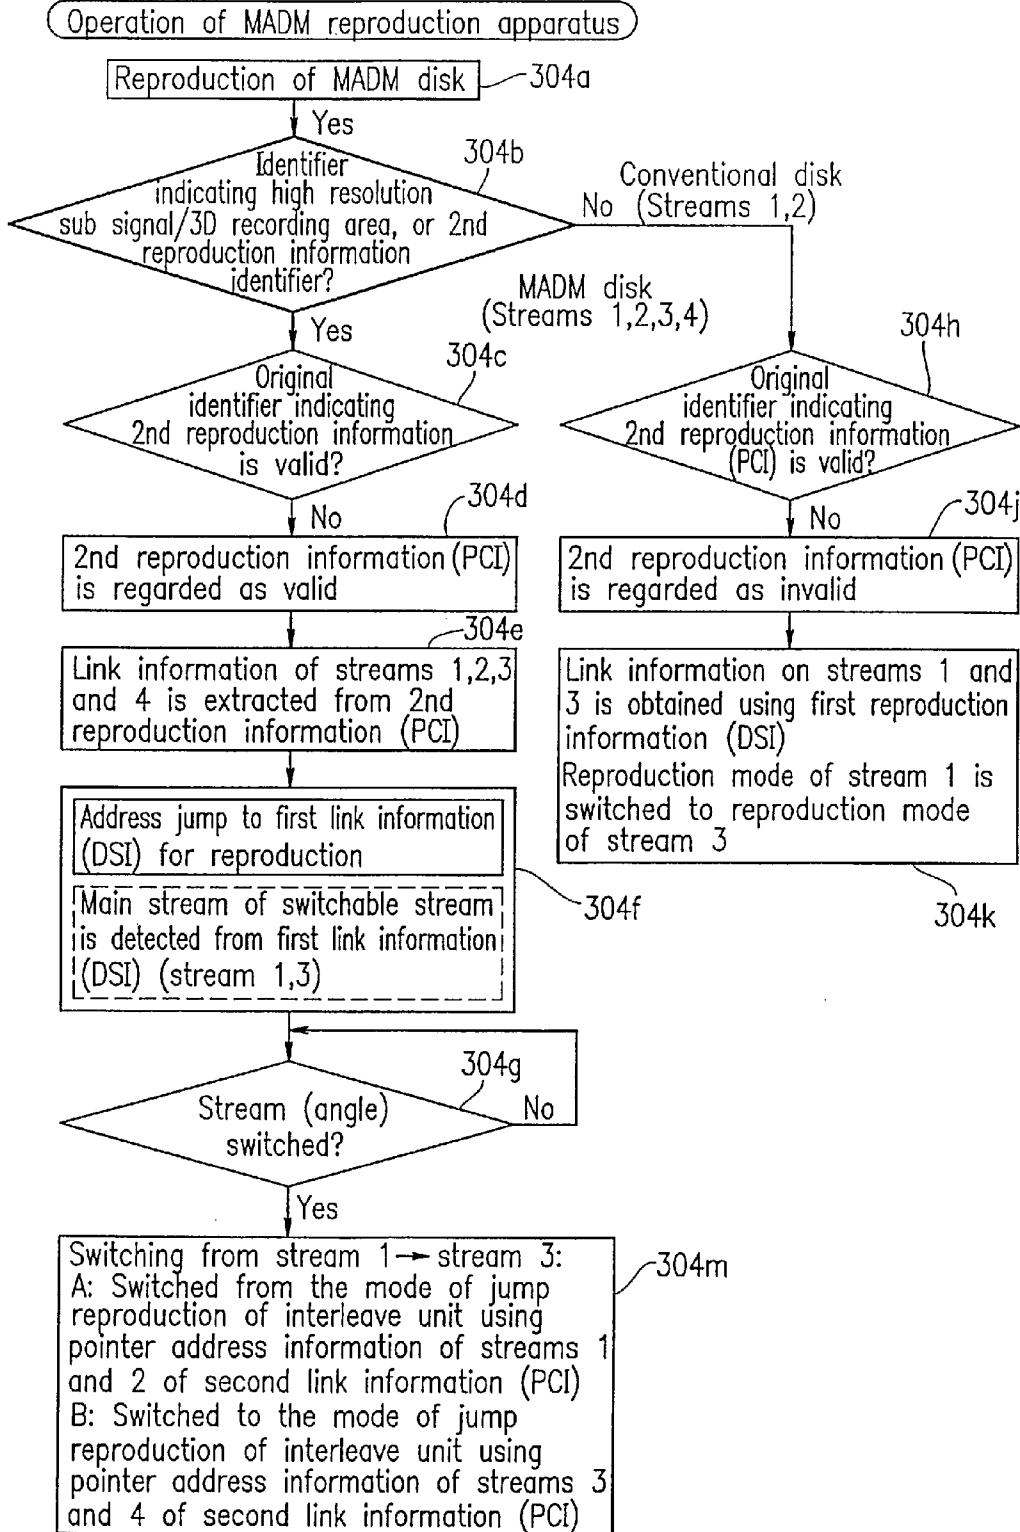 Operation of MADM reproduction apparatus
Reproduction of MADM disk
304a
Yes
304b
Identifier
indicating high resolution
sub signal/3D recording area, or 2nd
reproduction information
identifier?
Conventional disk
No (Streams 1,2)
MADM disk
(Streams 1,2,3,4)
Yes
304c
Original
identifier indicating
2nd reproduction information
is valid?
304h
Original
identifier indicating
2nd reproduction information
(PCI) is valid?
No
304d
2nd reproduction information (PCI)
is regarded as valid
No
304j
2nd reproduction information (PCI)
is regarded as invalid
304e
Link information of streams 1,2,3
and 4 is extracted from 2nd
reproduction information (PCI)
Link information on streams 1 and
3 is obtained using first reproduction
information (DSI)
Reproduction mode of stream 1 is
switched to reproduction mode
of stream 3
304k
Address jump to first link information
(DSI) for reproduction
Main stream of switchable stream
is detected from first link information
(DSI) (stream 1,3)
304f
304g
Stream (angle)
switched?
No
Yes
Switching from stream 1→ stream 3:
A: Switched from the mode of jump
reproduction of interleave unit using
pointer address information of streams 1
and 2 of second link information (PCI)
B: Switched to the mode of jump
reproduction of interleave unit using
pointer address information of streams 3
and 4 of second link information (PCI)
304m